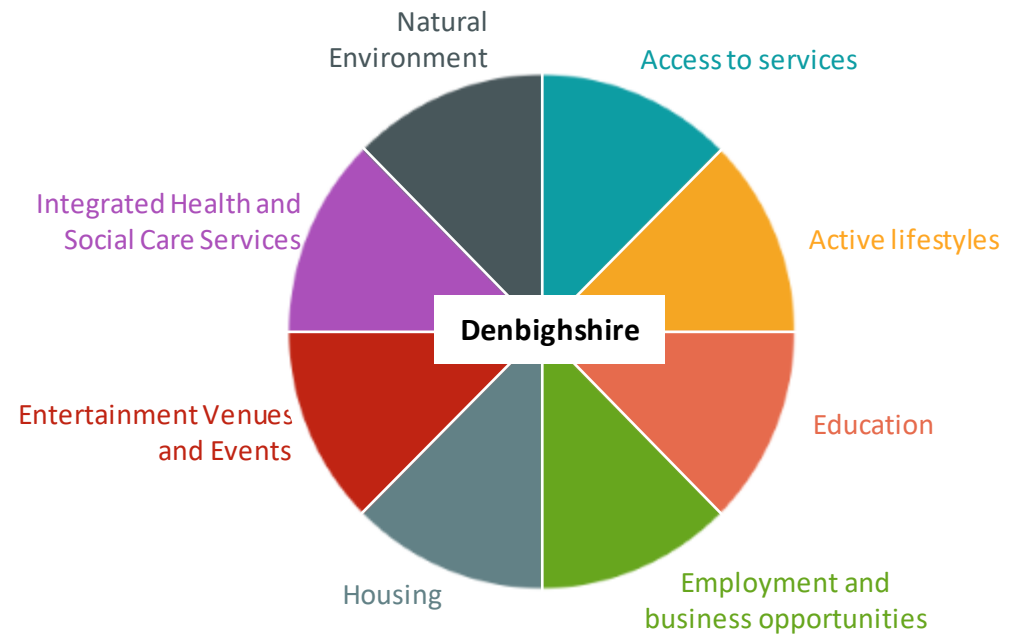 Natural
Environment
Access to services
Integrated Health and
Social Care Services
Active lifestyles
Denbighshire
Entertainment Venues
and Events
Education
Housing
Employment and
business opportunities